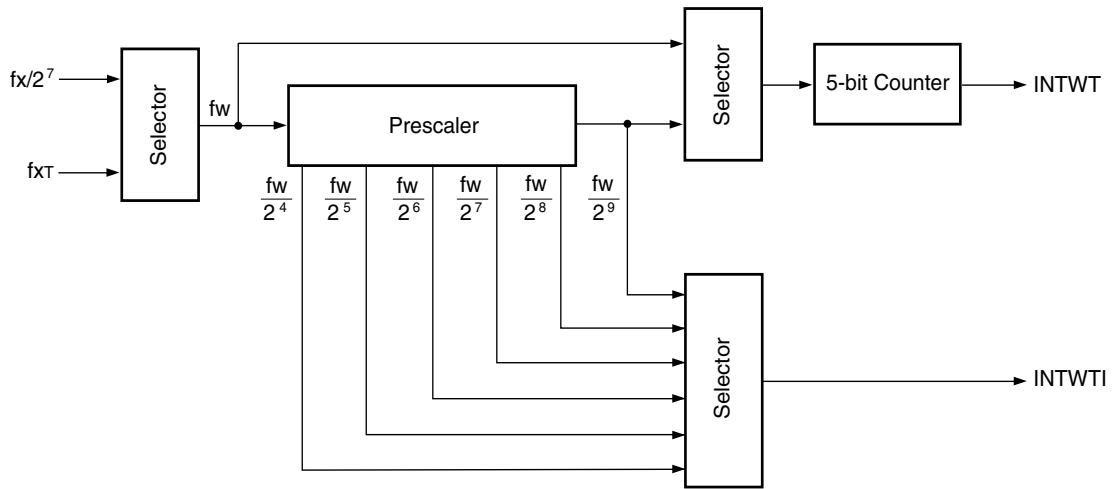 fx/2⁷
fxT
Selector
fw
Prescaler
Selector
5-bit Counter
INTWT
fw
2⁴
fw
2⁵
fw
2⁶
fw
2⁷
fw
2⁸
fw
2⁹
Selector
INTWTI